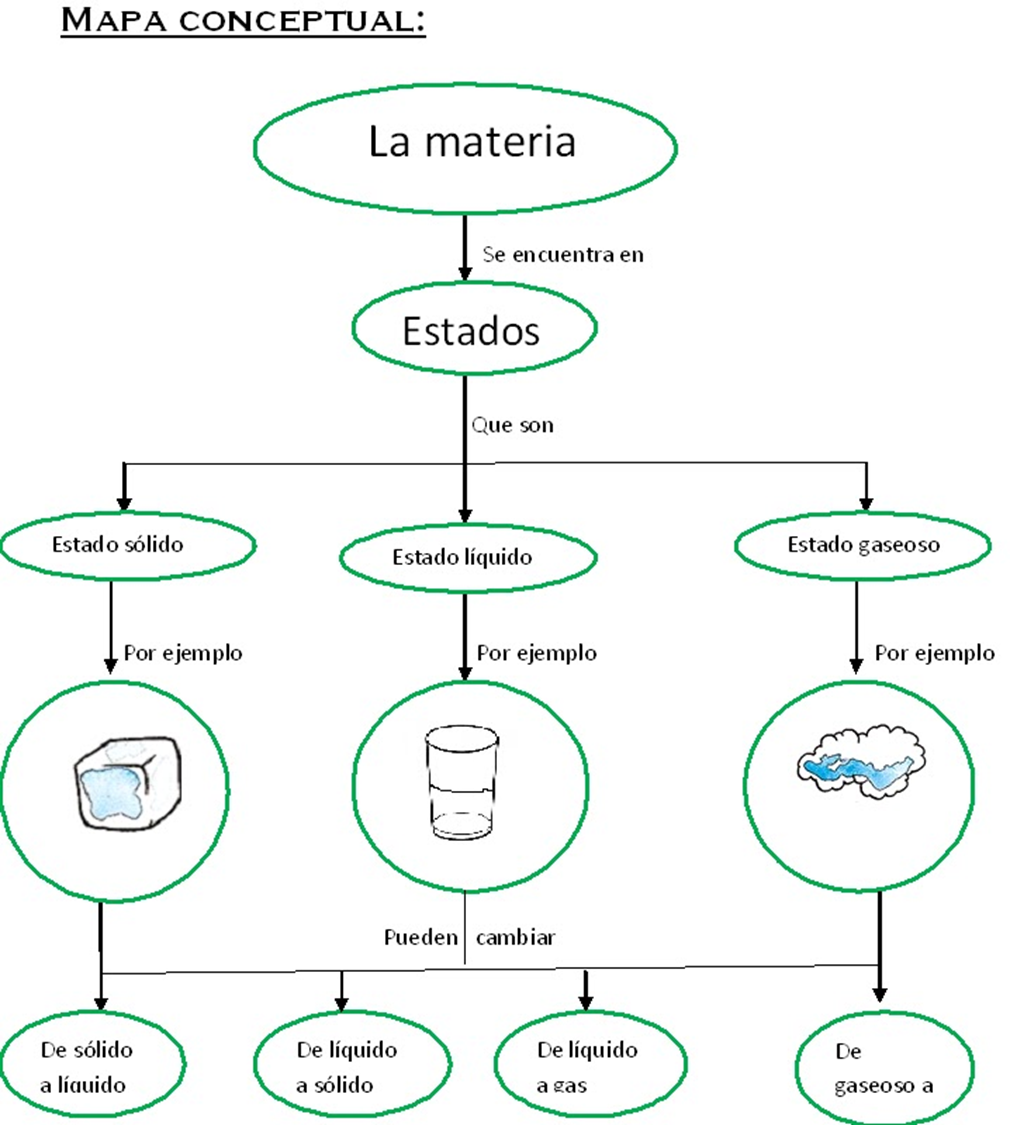 MAPA CONCEPTUAL:
La materia
Se encuentra en
Estados
Que son
Estado sólido
Estado líquido
Estado gaseoso
Por ejemplo
Por ejemplo
Por ejemplo
Pueden cambiar
De sólido
a líquido
De líquido
a sólido
De líquido
a gas
De
gaseoso a